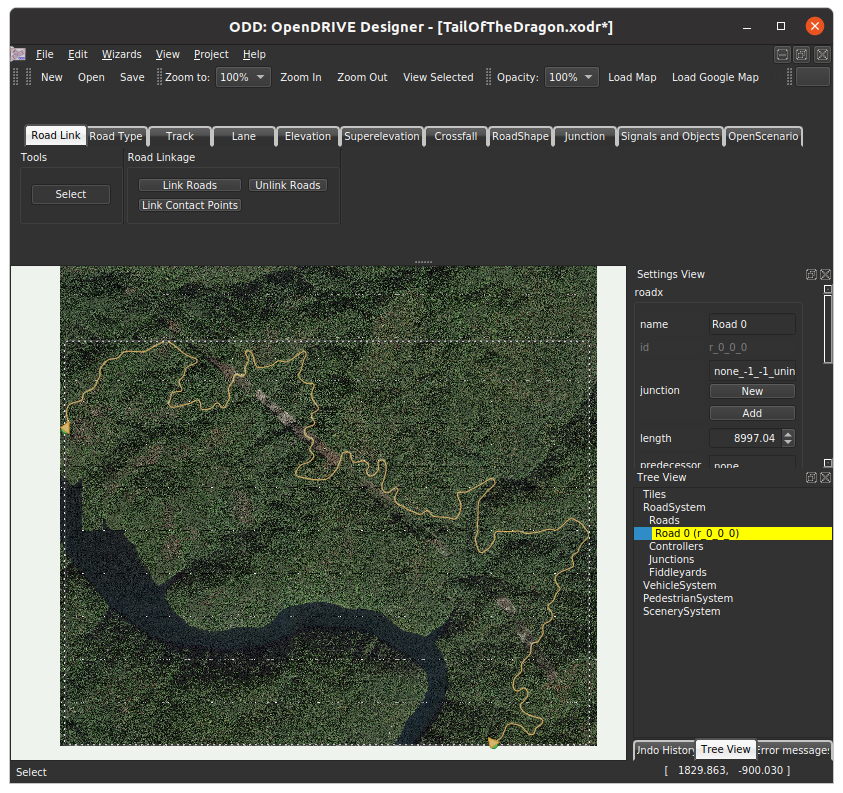 ODD: OpenDRIVE Designer - [TailOfTheDragon.xodr*]
File Edit Wizards View Project Help
New Open Save Zoom to: 100% Zoom In Zoom Out View Selected Opacity: 100% Load Map Load Google Map
Road Link Road Type Track Lane Elevation Superelevation Crossfall RoadShape Junction Signals and Objects OpenScenario
Tools Road Linkage
Select Link Roads Unlink Roads
Link Contact Points
Settings View
roadx
name Road 0
id r_0_0_0
none_-1_-1_unin
junction New
Add
length 8997.04
predecessor none
Tree View
Tiles
RoadSystem
Roads
Road 0 (r_0_0_0)
Controllers
Junctions
Fiddleyards
VehicleSystem
PedestrianSystem
ScenerySystem
Undo History Tree View Error messages
Select [ 1829.863, -900.030 ]